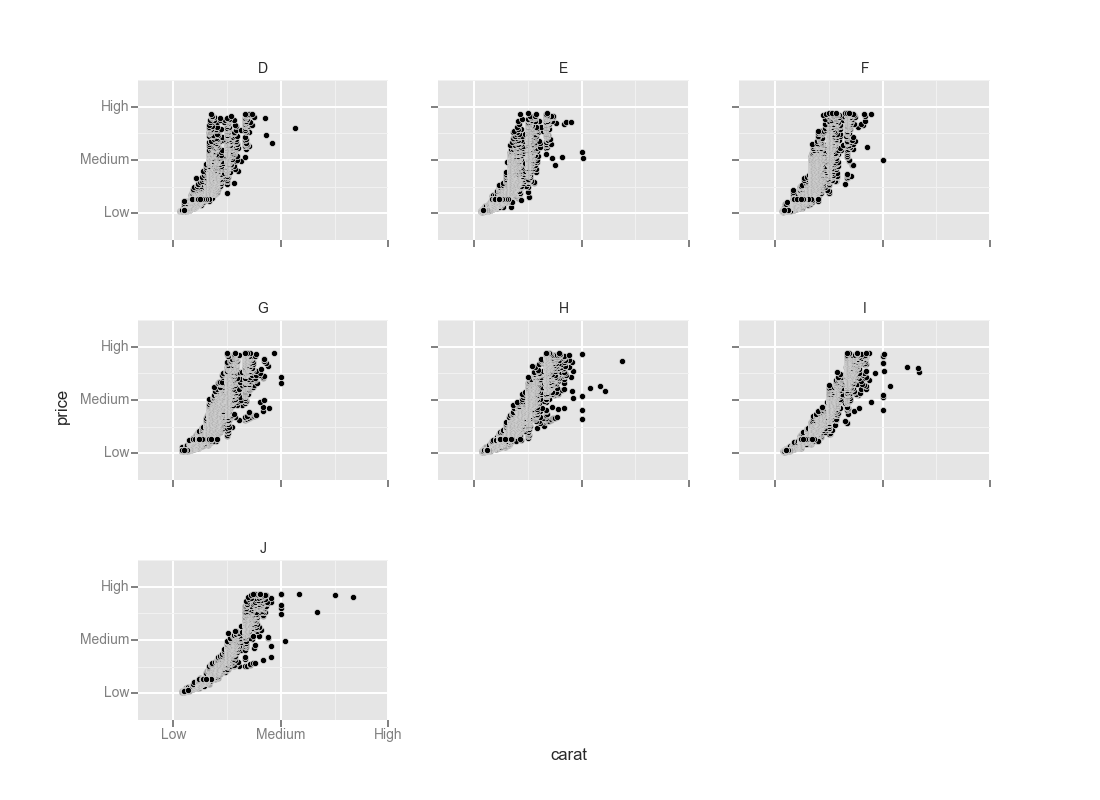 D E F
High
Medium
Low
G H I
High
price
Medium
Low
J
High
Medium
Low
Low Medium High
carat